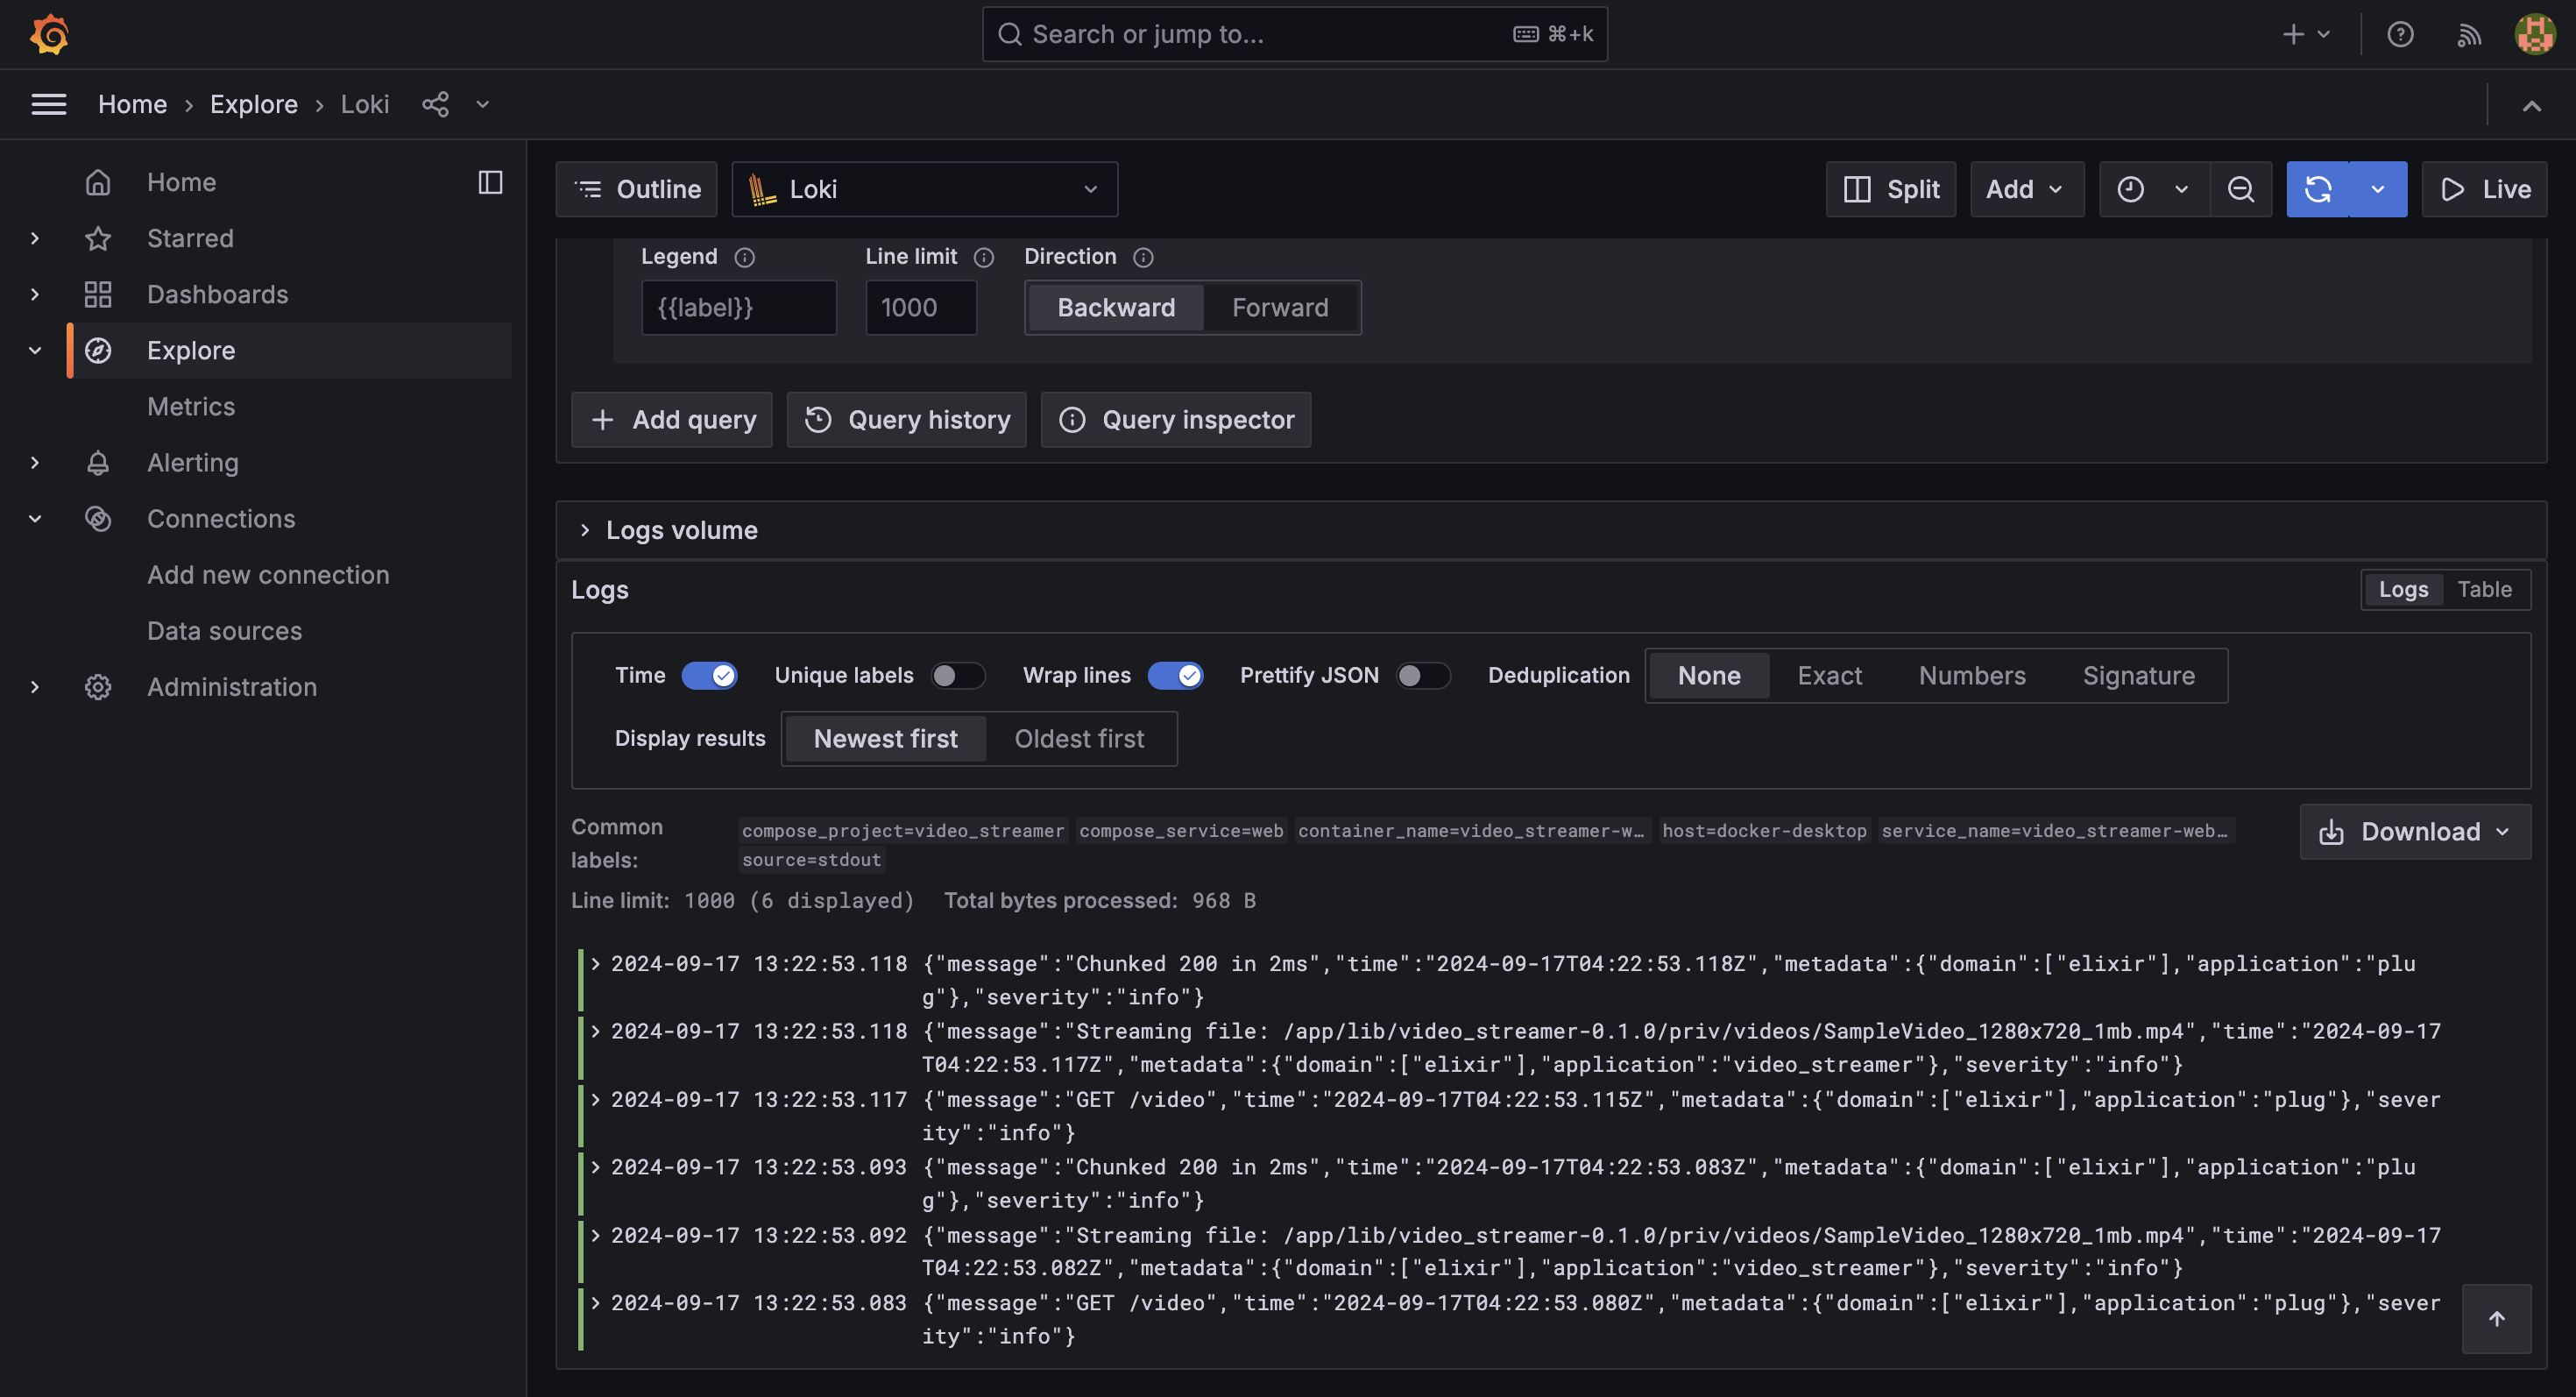 Search or jump to...
⌘+k
Home › Explore › Loki
Home
Starred
Dashboards
Explore
Metrics
Alerting
Connections
Add new connection
Data sources
Administration
Outline
Loki
Split
Add
Live
Legend
Line limit
Direction
{{label}}
1000
Backward
Forward
Add query
Query history
Query inspector
Logs volume
Logs
Logs
Table
Time
Unique labels
Wrap lines
Prettify JSON
Deduplication
None
Exact
Numbers
Signature
Display results
Newest first
Oldest first
Common
labels:
compose_project=video_streamer compose_service=web container_name=video_streamer-w… host=docker-desktop service_name=video_streamer-web…
source=stdout
Download
Line limit: 1000 (6 displayed) Total bytes processed: 968 B
2024-09-17 13:22:53.118 {"message":"Chunked 200 in 2ms","time":"2024-09-17T04:22:53.118Z","metadata":{"domain":["elixir"],"application":"plu
g"},"severity":"info"}
2024-09-17 13:22:53.118 {"message":"Streaming file: /app/lib/video_streamer-0.1.0/priv/videos/SampleVideo_1280x720_1mb.mp4","time":"2024-09-17
T04:22:53.117Z","metadata":{"domain":["elixir"],"application":"video_streamer"},"severity":"info"}
2024-09-17 13:22:53.117 {"message":"GET /video","time":"2024-09-17T04:22:53.115Z","metadata":{"domain":["elixir"],"application":"plug"},"sever
ity":"info"}
2024-09-17 13:22:53.093 {"message":"Chunked 200 in 2ms","time":"2024-09-17T04:22:53.083Z","metadata":{"domain":["elixir"],"application":"plu
g"},"severity":"info"}
2024-09-17 13:22:53.092 {"message":"Streaming file: /app/lib/video_streamer-0.1.0/priv/videos/SampleVideo_1280x720_1mb.mp4","time":"2024-09-17
T04:22:53.082Z","metadata":{"domain":["elixir"],"application":"video_streamer"},"severity":"info"}
2024-09-17 13:22:53.083 {"message":"GET /video","time":"2024-09-17T04:22:53.080Z","metadata":{"domain":["elixir"],"application":"plug"},"sever
ity":"info"}